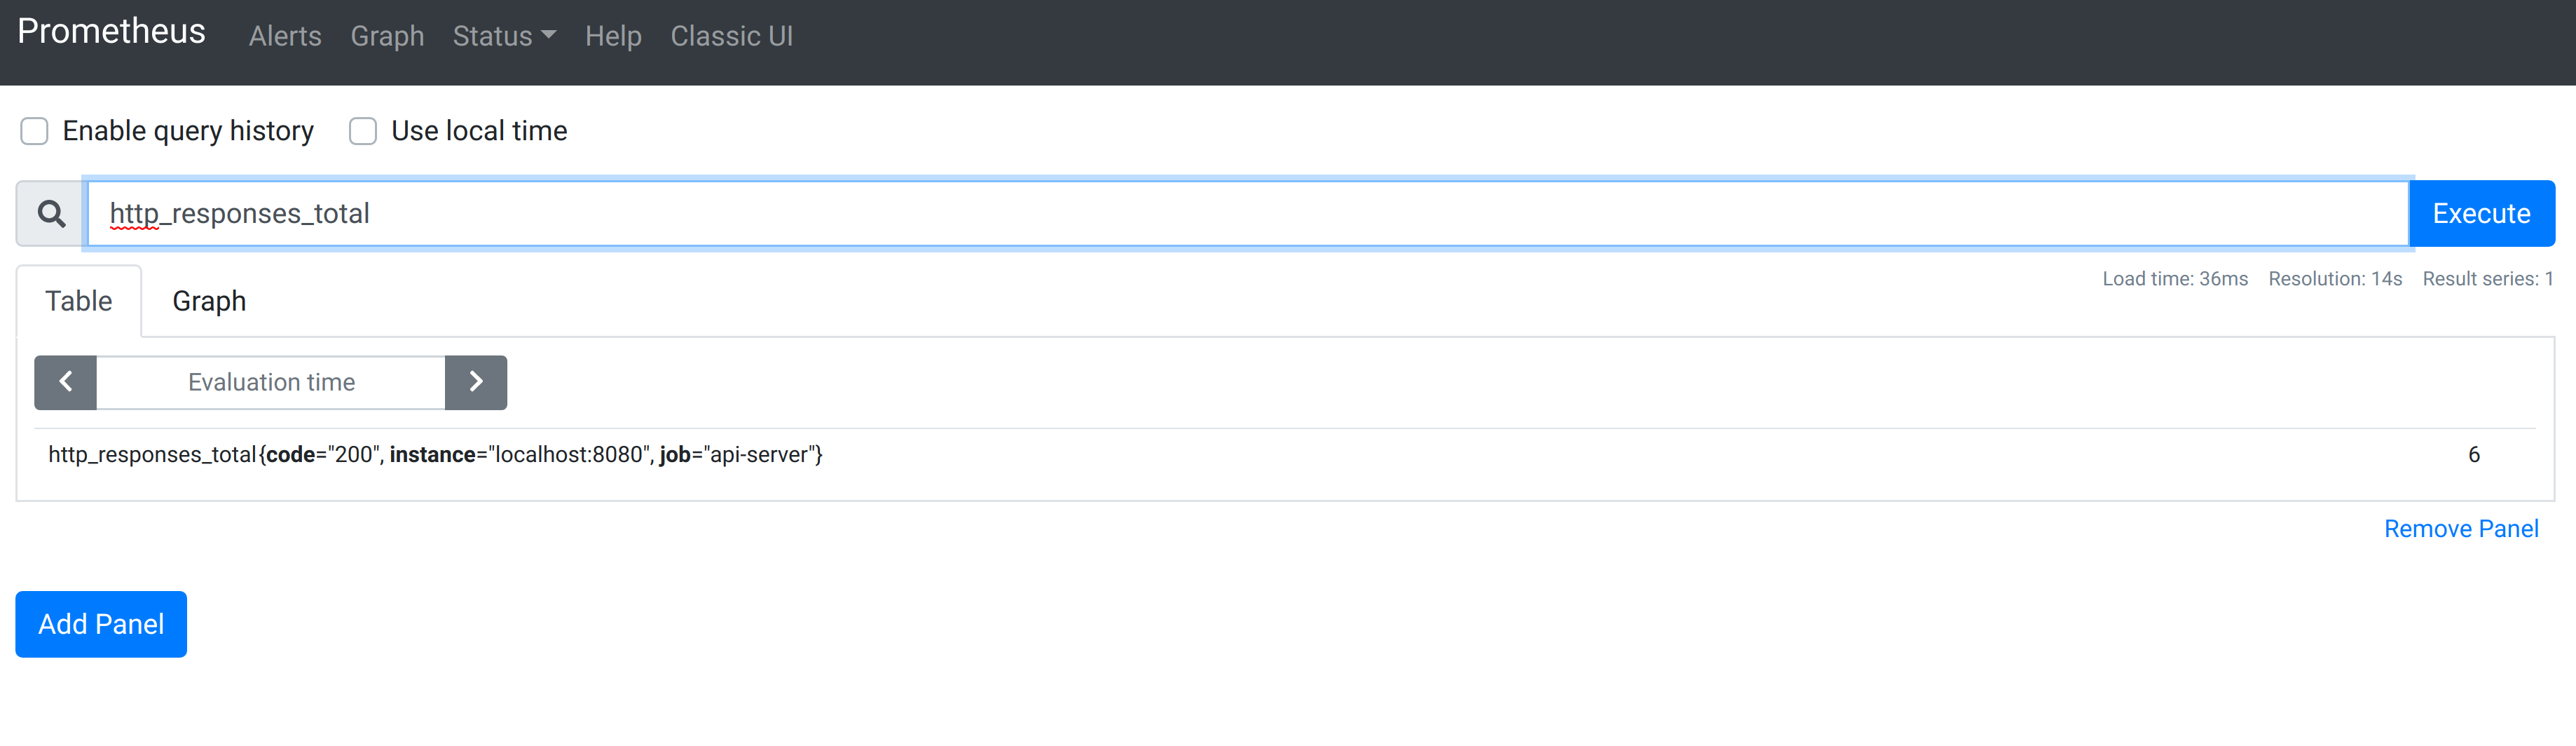 Prometheus Alerts Graph Status Help Classic UI
Enable query history Use local time
http_responses_total Execute
Load time: 36ms Resolution: 14s Result series: 1
Table Graph
Evaluation time
http_responses_total{code="200", instance="localhost:8080", job="api-server"} 6
Remove Panel
Add Panel